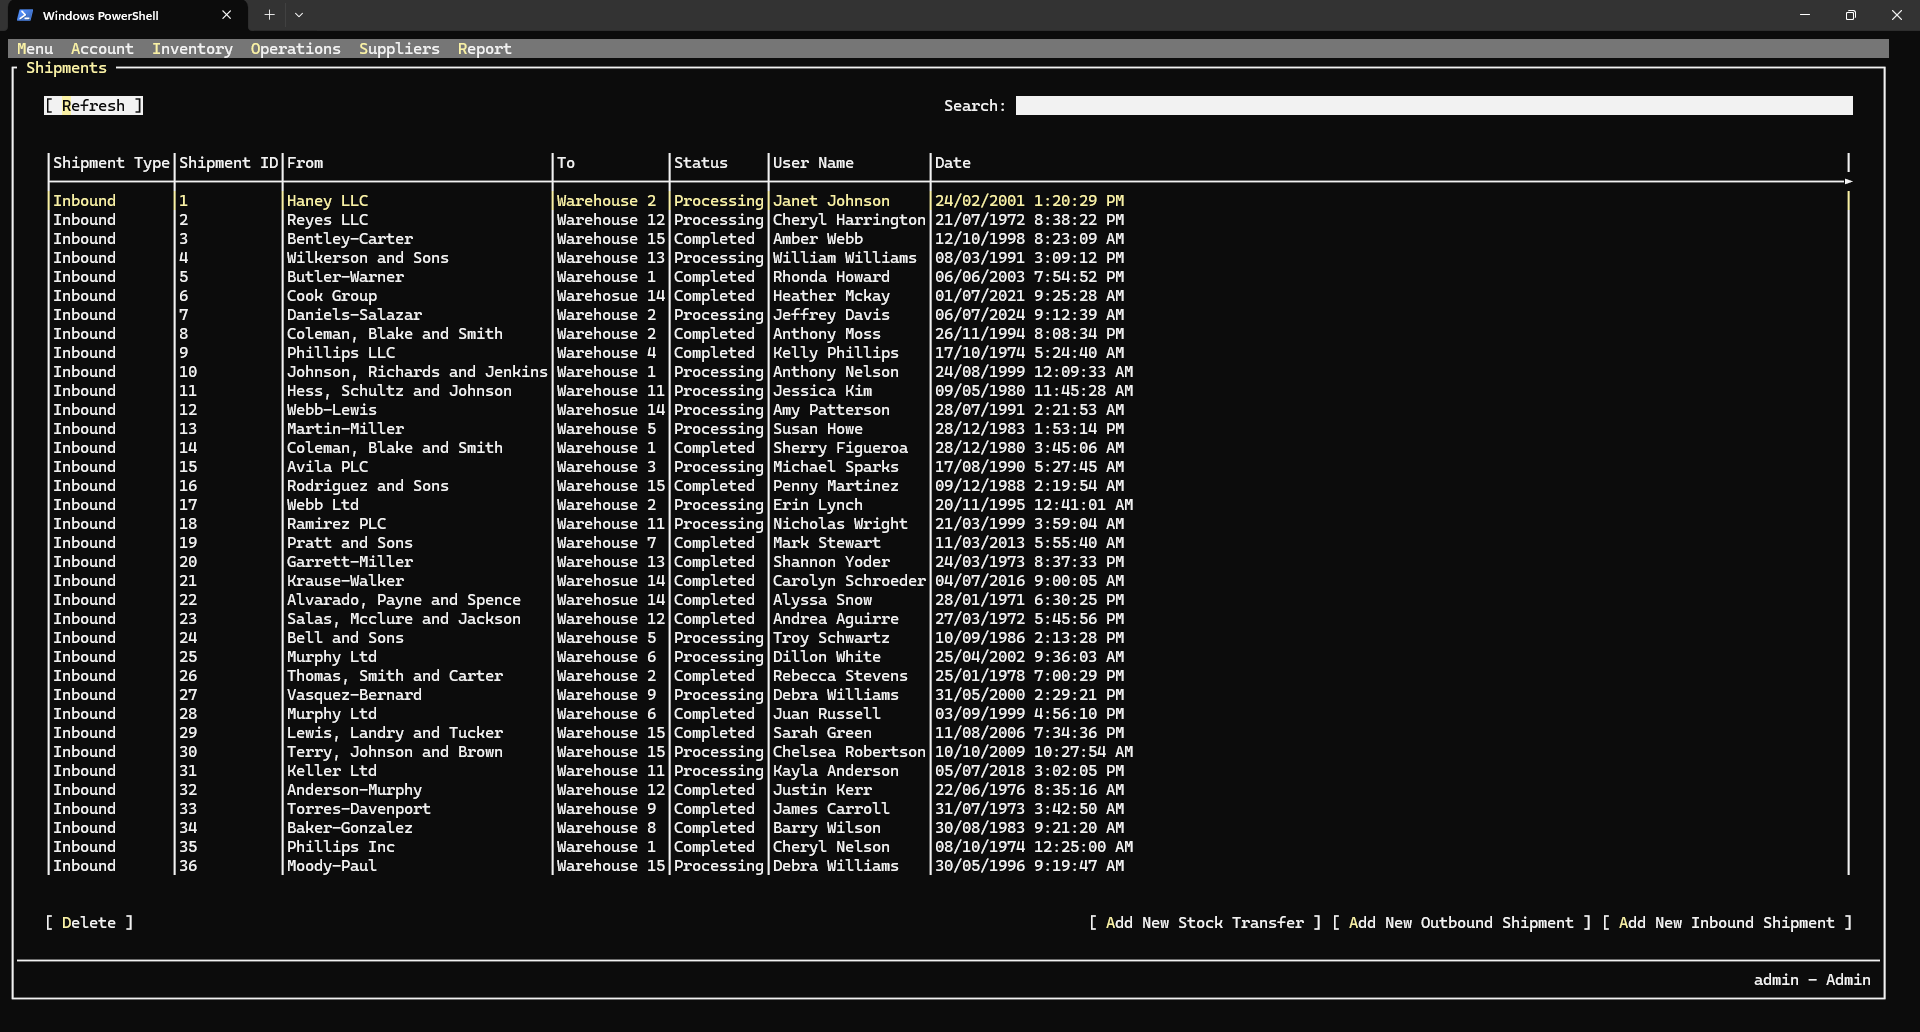 Windows PowerShell
Menu Account Inventory Operations Suppliers Report
Shipments
[ Refresh ] Search:
Shipment Type Shipment ID From To Status User Name Date
Inbound 1 Haney LLC Warehouse 2 Processing Janet Johnson 24/02/2001 1:20:29 PM
Inbound 2 Reyes LLC Warehouse 12 Processing Cheryl Harrington 21/07/1972 8:38:22 PM
Inbound 3 Bentley-Carter Warehouse 15 Completed Amber Webb 12/10/1998 8:23:09 AM
Inbound 4 Wilkerson and Sons Warehouse 13 Processing William Williams 08/03/1991 3:09:12 PM
Inbound 5 Butler-Warner Warehouse 1 Completed Rhonda Howard 06/06/2003 7:54:52 PM
Inbound 6 Cook Group Warehosue 14 Completed Heather Mckay 01/07/2021 9:25:28 AM
Inbound 7 Daniels-Salazar Warehouse 2 Processing Jeffrey Davis 06/07/2024 9:12:39 AM
Inbound 8 Coleman, Blake and Smith Warehouse 2 Completed Anthony Moss 26/11/1994 8:08:34 PM
Inbound 9 Phillips LLC Warehouse 4 Completed Kelly Phillips 17/10/1974 5:24:40 AM
Inbound 10 Johnson, Richards and Jenkins Warehouse 1 Processing Anthony Nelson 24/08/1999 12:09:33 AM
Inbound 11 Hess, Schultz and Johnson Warehouse 11 Processing Jessica Kim 09/05/1980 11:45:28 AM
Inbound 12 Webb-Lewis Warehosue 14 Processing Amy Patterson 28/07/1991 2:21:53 AM
Inbound 13 Martin-Miller Warehouse 5 Processing Susan Howe 28/12/1983 1:53:14 PM
Inbound 14 Coleman, Blake and Smith Warehouse 1 Completed Sherry Figueroa 28/12/1980 3:45:06 AM
Inbound 15 Avila PLC Warehouse 3 Processing Michael Sparks 17/08/1990 5:27:45 AM
Inbound 16 Rodriguez and Sons Warehouse 15 Completed Penny Martinez 09/12/1988 2:19:54 AM
Inbound 17 Webb Ltd Warehouse 2 Processing Erin Lynch 20/11/1995 12:41:01 AM
Inbound 18 Ramirez PLC Warehouse 11 Processing Nicholas Wright 21/03/1999 3:59:04 AM
Inbound 19 Pratt and Sons Warehouse 7 Completed Mark Stewart 11/03/2013 5:55:40 AM
Inbound 20 Garrett-Miller Warehouse 13 Completed Shannon Yoder 24/03/1973 8:37:33 PM
Inbound 21 Krause-Walker Warehosue 14 Completed Carolyn Schroeder 04/07/2016 9:00:05 AM
Inbound 22 Alvarado, Payne and Spence Warehosue 14 Completed Alyssa Snow 28/01/1971 6:30:25 PM
Inbound 23 Salas, Mcclure and Jackson Warehouse 12 Completed Andrea Aguirre 27/03/1972 5:45:56 PM
Inbound 24 Bell and Sons Warehouse 5 Processing Troy Schwartz 10/09/1986 2:13:28 PM
Inbound 25 Murphy Ltd Warehouse 6 Processing Dillon White 25/04/2002 9:36:03 AM
Inbound 26 Thomas, Smith and Carter Warehouse 2 Completed Rebecca Stevens 25/01/1978 7:00:29 PM
Inbound 27 Vasquez-Bernard Warehouse 9 Processing Debra Williams 31/05/2000 2:29:21 PM
Inbound 28 Murphy Ltd Warehouse 6 Completed Juan Russell 03/09/1999 4:56:10 PM
Inbound 29 Lewis, Landry and Tucker Warehouse 15 Completed Sarah Green 11/08/2006 7:34:36 PM
Inbound 30 Terry, Johnson and Brown Warehouse 15 Processing Chelsea Robertson 10/10/2009 10:27:54 AM
Inbound 31 Keller Ltd Warehouse 11 Processing Kayla Anderson 05/07/2018 3:02:05 PM
Inbound 32 Anderson-Murphy Warehouse 12 Completed Justin Kerr 22/06/1976 8:35:16 AM
Inbound 33 Torres-Davenport Warehouse 9 Completed James Carroll 31/07/1973 3:42:50 AM
Inbound 34 Baker-Gonzalez Warehouse 8 Completed Barry Wilson 30/08/1983 9:21:20 AM
Inbound 35 Phillips Inc Warehouse 1 Completed Cheryl Nelson 08/10/1974 12:25:00 AM
Inbound 36 Moody-Paul Warehouse 15 Processing Debra Williams 30/05/1996 9:19:47 AM
[ Delete ] [ Add New Stock Transfer ] [ Add New Outbound Shipment ] [ Add New Inbound Shipment ]
admin - Admin